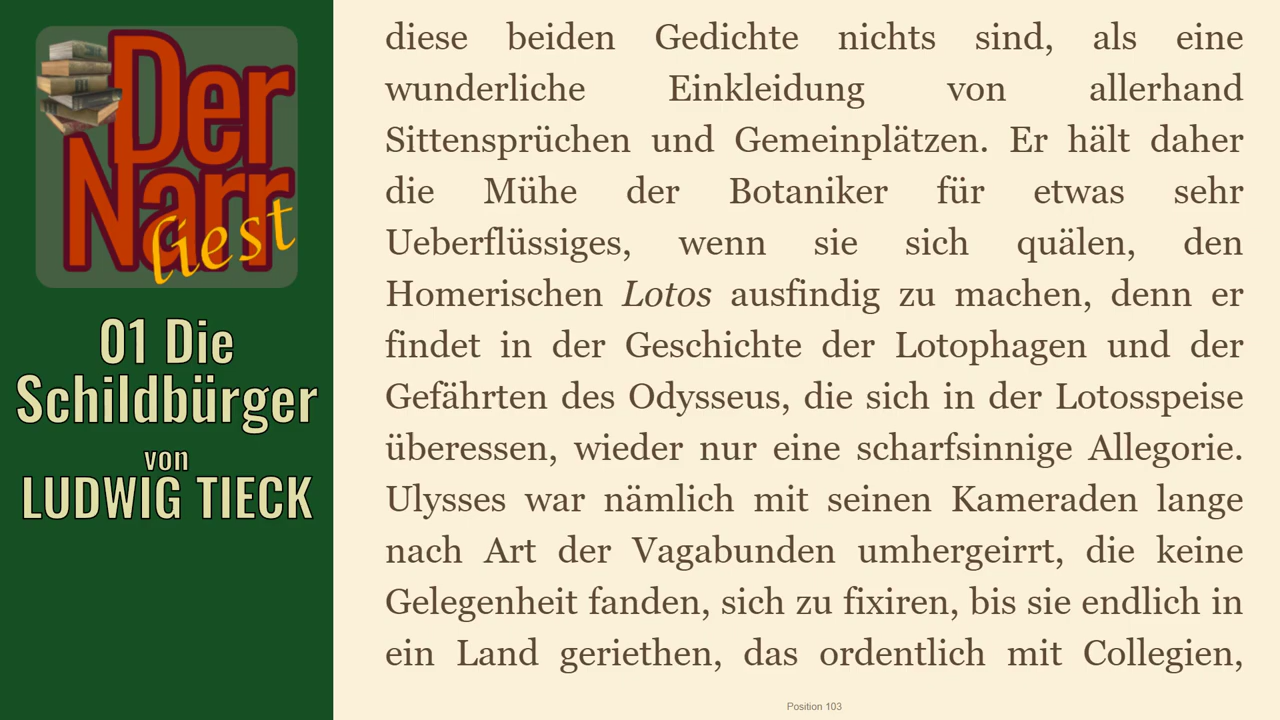 Der
Narr
liest
01 Die
Schildbürger
von
LUDWIG TIECK
diese beiden Gedichte nichts sind, als eine
wunderliche Einkleidung von allerhand
Sittensprüchen und Gemeinplätzen. Er hält daher
die Mühe der Botaniker für etwas sehr
Ueberflüssiges, wenn sie sich quälen, den
Homerischen Lotos ausfindig zu machen, denn er
findet in der Geschichte der Lotophagen und der
Gefährten des Odysseus, die sich in der Lotosspeise
überessen, wieder nur eine scharfsinnige Allegorie.
Ulysses war nämlich mit seinen Kameraden lange
nach Art der Vagabunden umhergeirrt, die keine
Gelegenheit fanden, sich zu fixiren, bis sie endlich in
ein Land geriethen, das ordentlich mit Collegien,
Position 103